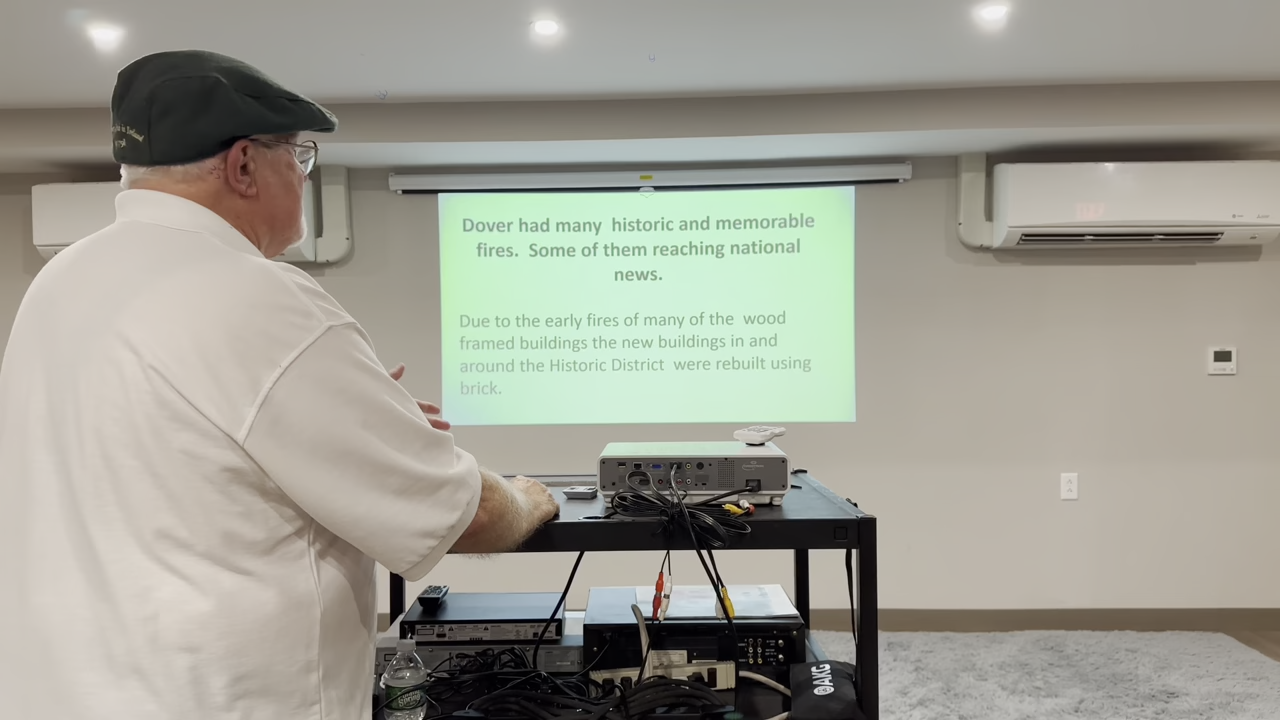 Dover had many historic and memorable
fires. Some of them reaching national
news.
Due to the early fires of many of the wood
framed buildings the new buildings in and
around the Historic District were rebuilt using
brick.
AKG